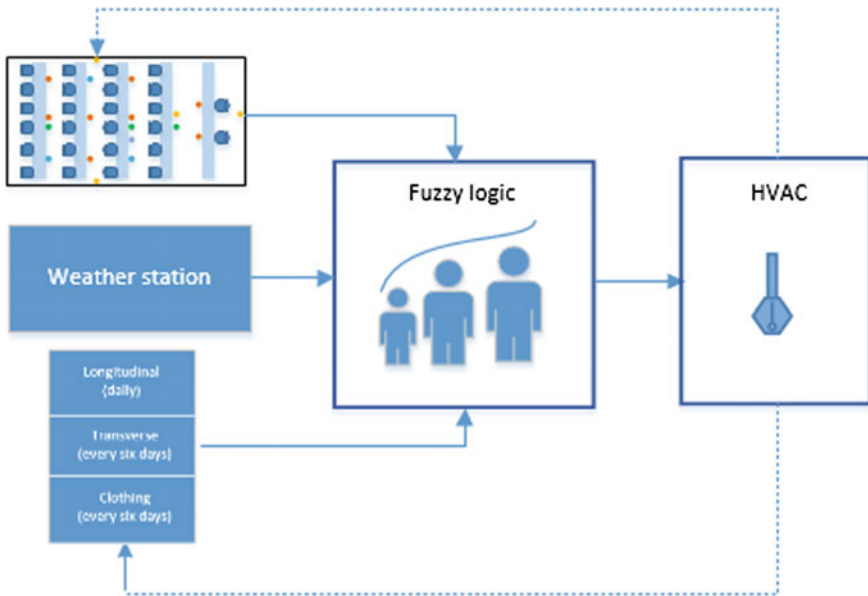 Fuzzy logic
HVAC
Weather station
Longitudinal
(daily)
Transverse
(every six days)
Clothing
(every six days)